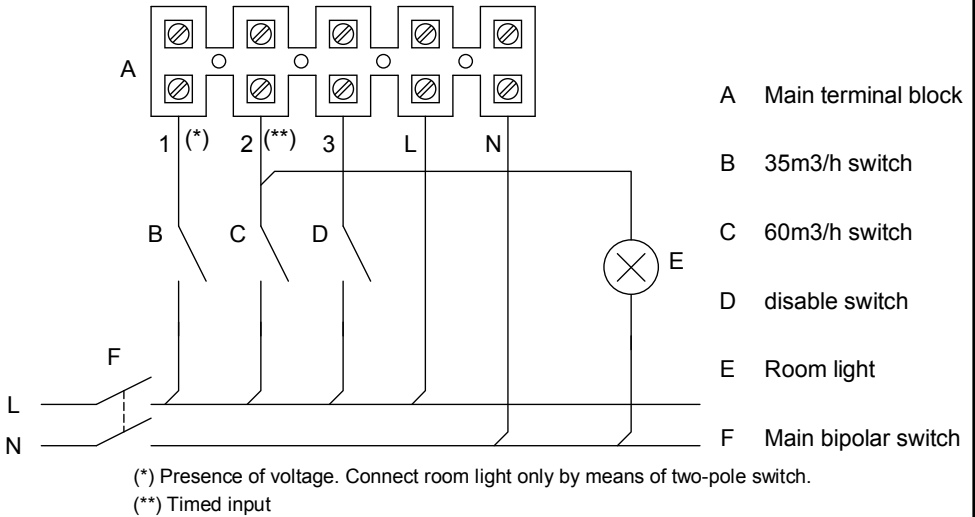 A
1 (*) 2 (**) 3 L N
B C D E
F
L
N
A Main terminal block
B 35m3/h switch
C 60m3/h switch
D disable switch
E Room light
F Main bipolar switch
(*) Presence of voltage. Connect room light only by means of two-pole switch.
(**) Timed input